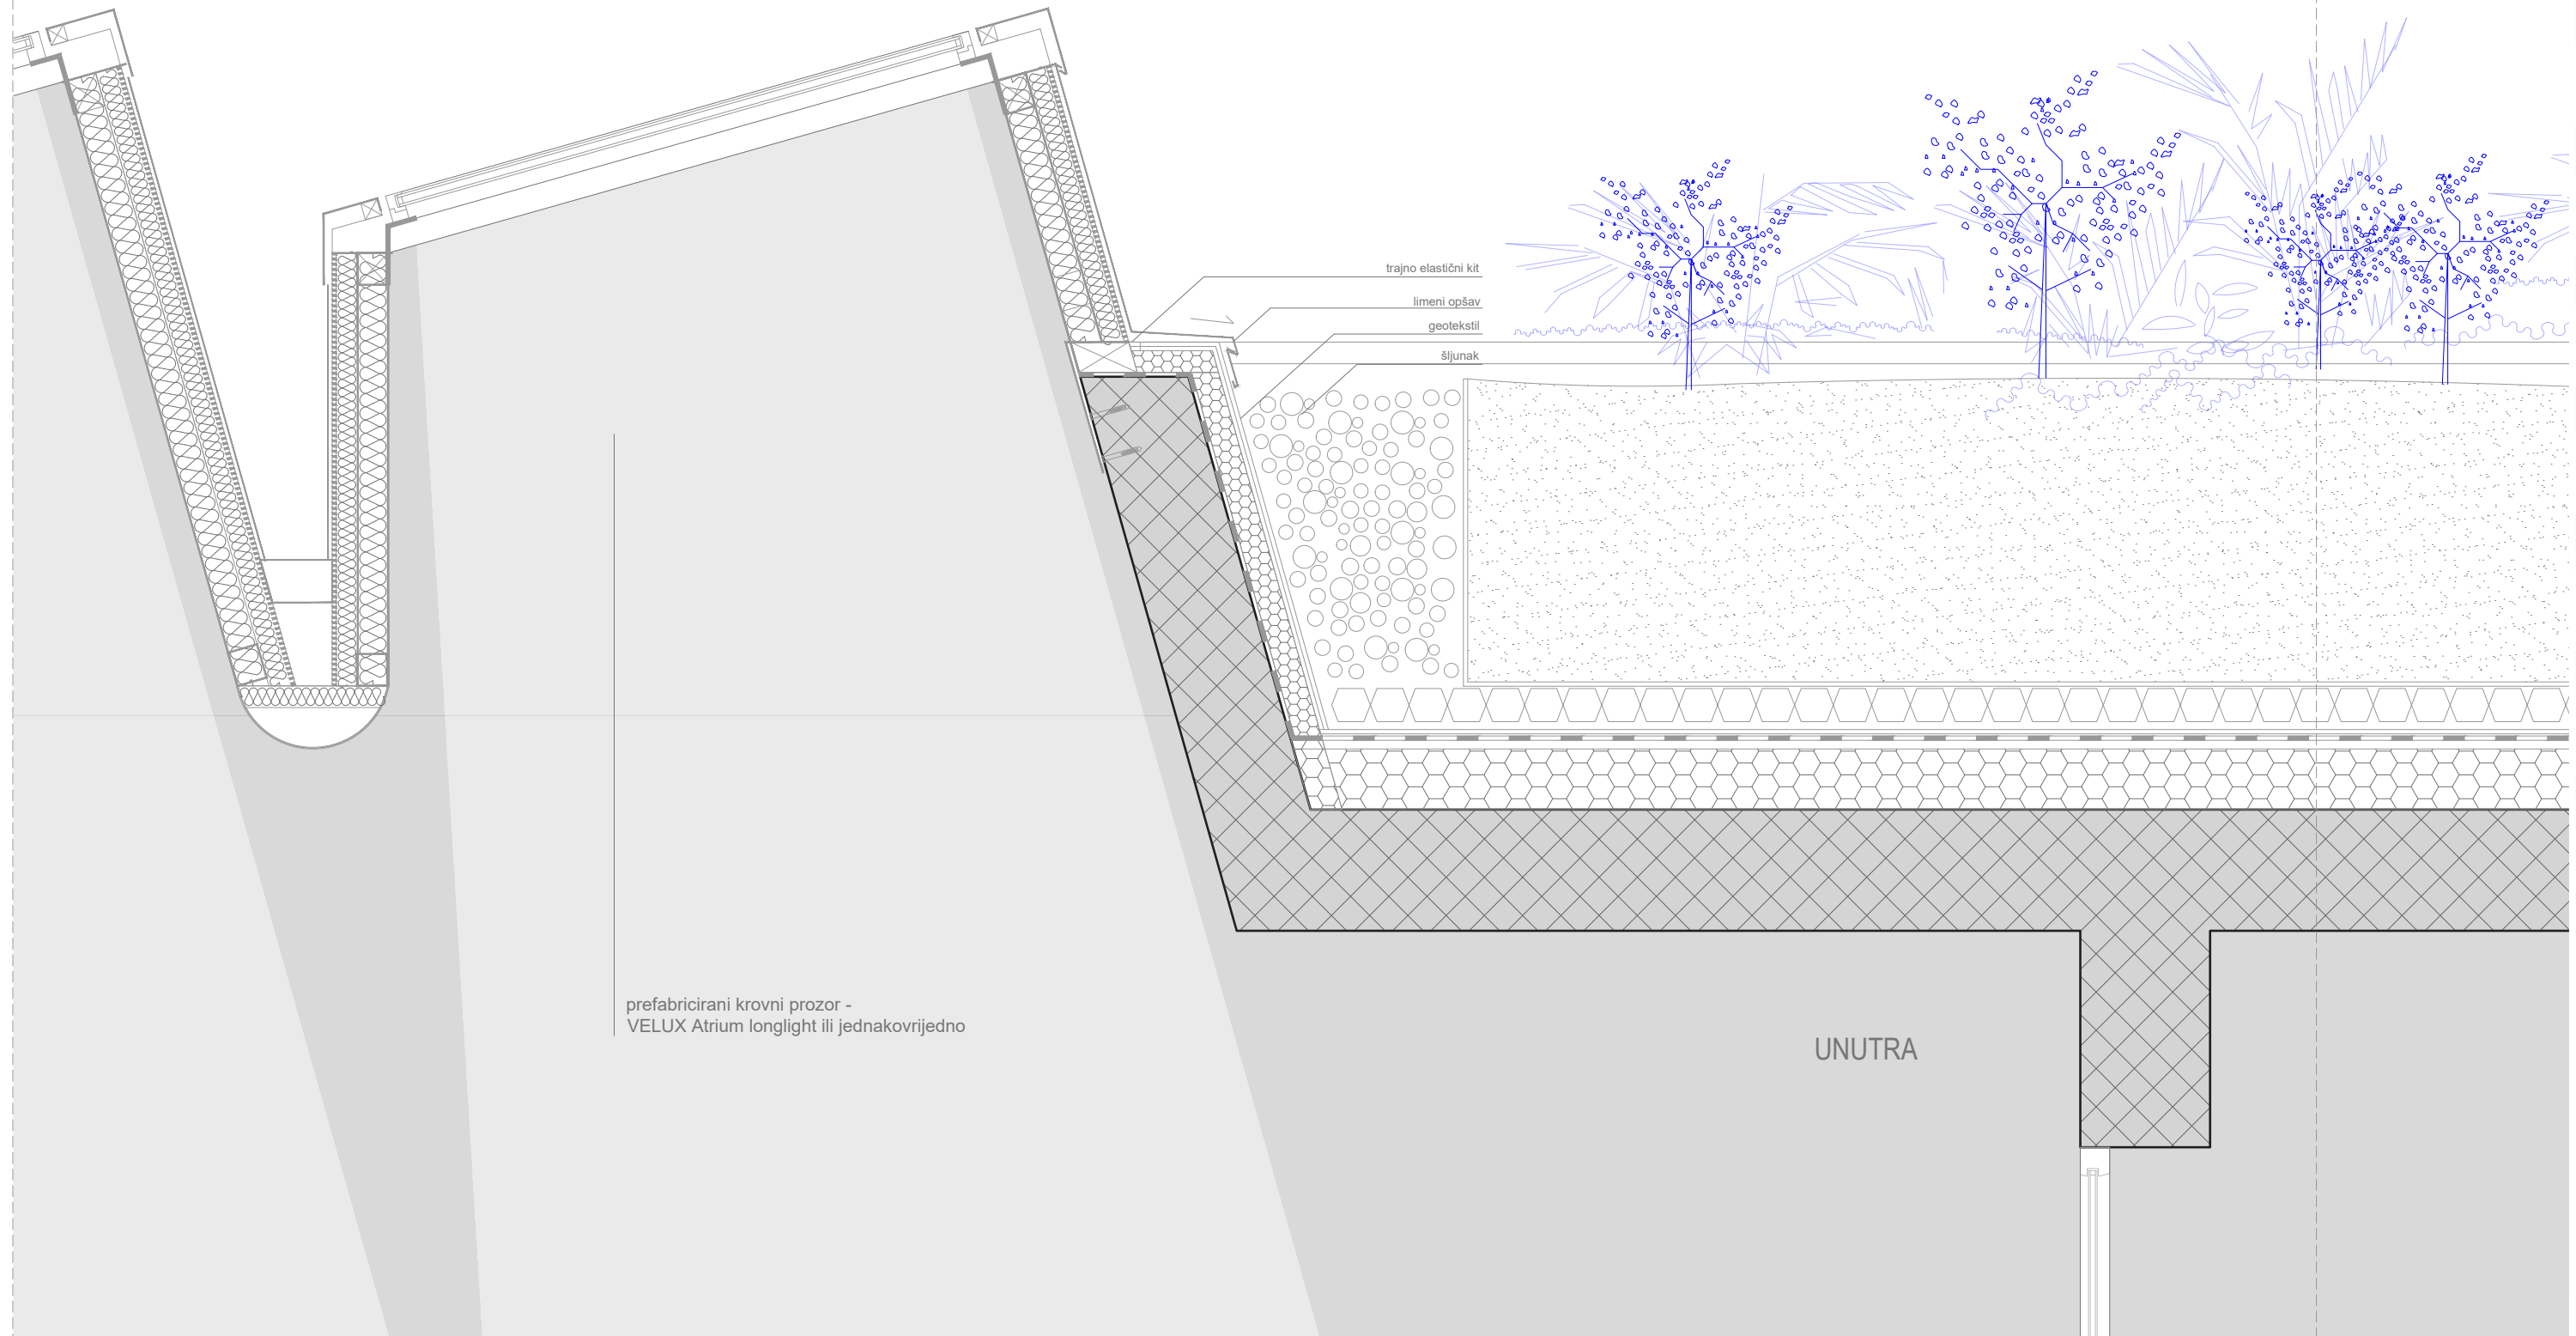 trajno elastični kit
limeni opšav
geotekstil
šljunak
prefabricirani krovni prozor -
VELUX Atrium longlight ili jednakovrijedno
UNUTRA